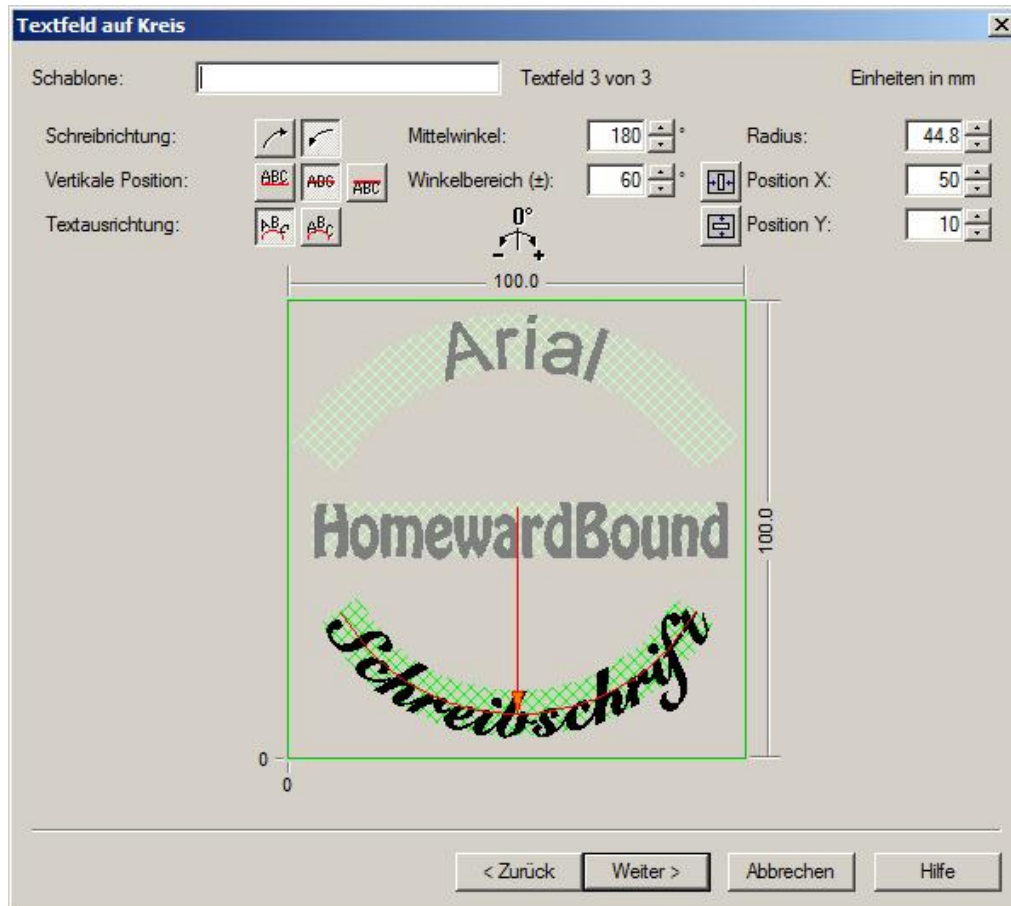 Textfeld auf Kreis
Schablone: Textfeld 3 von 3 Einheiten in mm
Schreibrichtung: Mittelwinkel: 180 ° Radius: 44.8
Vertikale Position: ABC ABC ABC Winkelbereich (±): 60 ° Position X: 50
Textausrichtung: ABC ABC 0° Position Y: 10
- +
100.0
Arial
HomewardBound
100.0
Schreibschrift
0
0
< Zurück Weiter > Abbrechen Hilfe